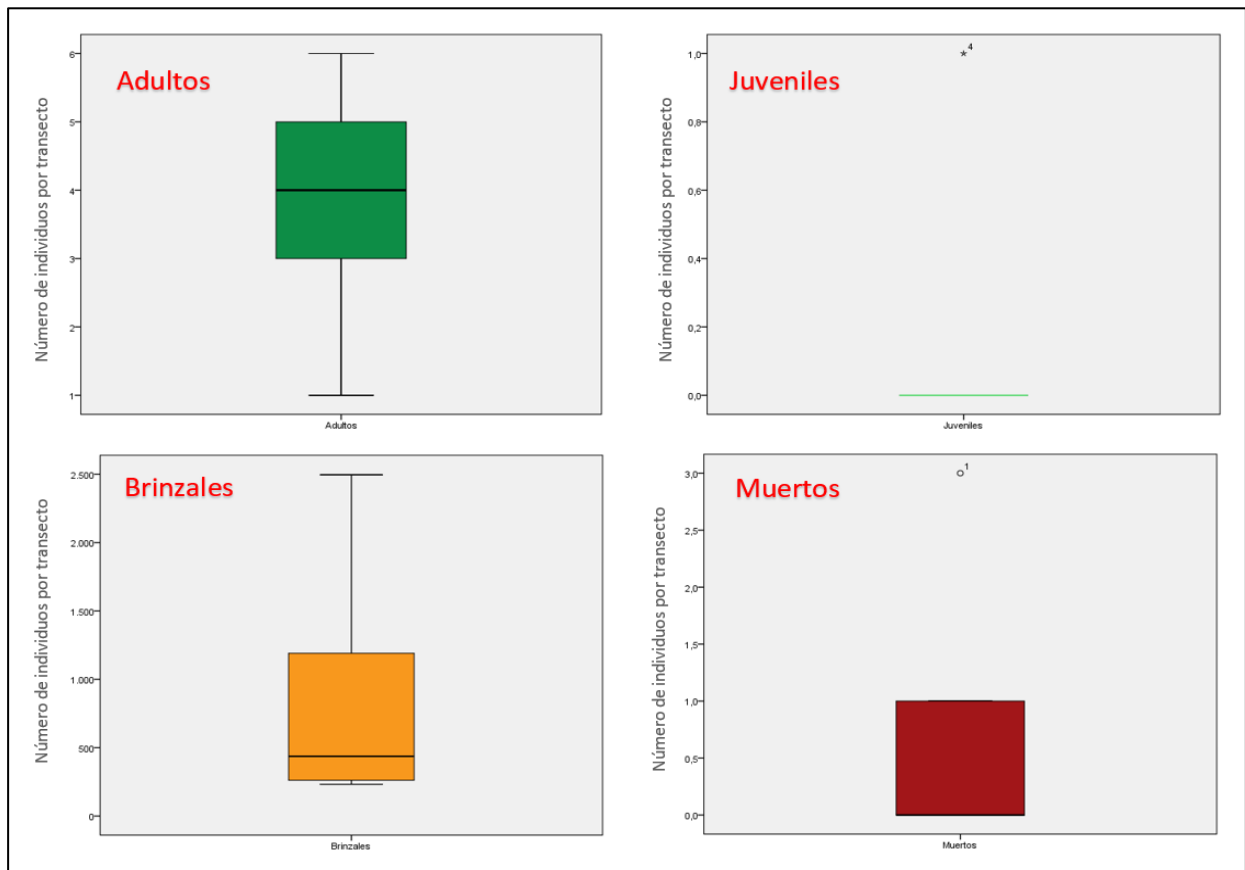 Adultos
Número de individuos por transecto
6
5
4
3
2
1
Adultos
Juveniles
Número de individuos por transecto
1,0
0,8
0,6
0,4
0,2
0,0
4
Juveniles
Brinzales
Número de individuos por transecto
2.500
2.000
1.500
1.000
500
0
Brinzales
Muertos
Número de individuos por transecto
3,0
2,5
2,0
1,5
1,0
0,5
0,0
1
Muertos